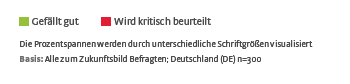 Gefällt gut Wird kritisch beurteilt
Die Prozentspannen werden durch unterschiedliche Schriftgrößen visualisiert
Basis: Alle zum Zukunftsbild Befragten; Deutschland (DE) n=300